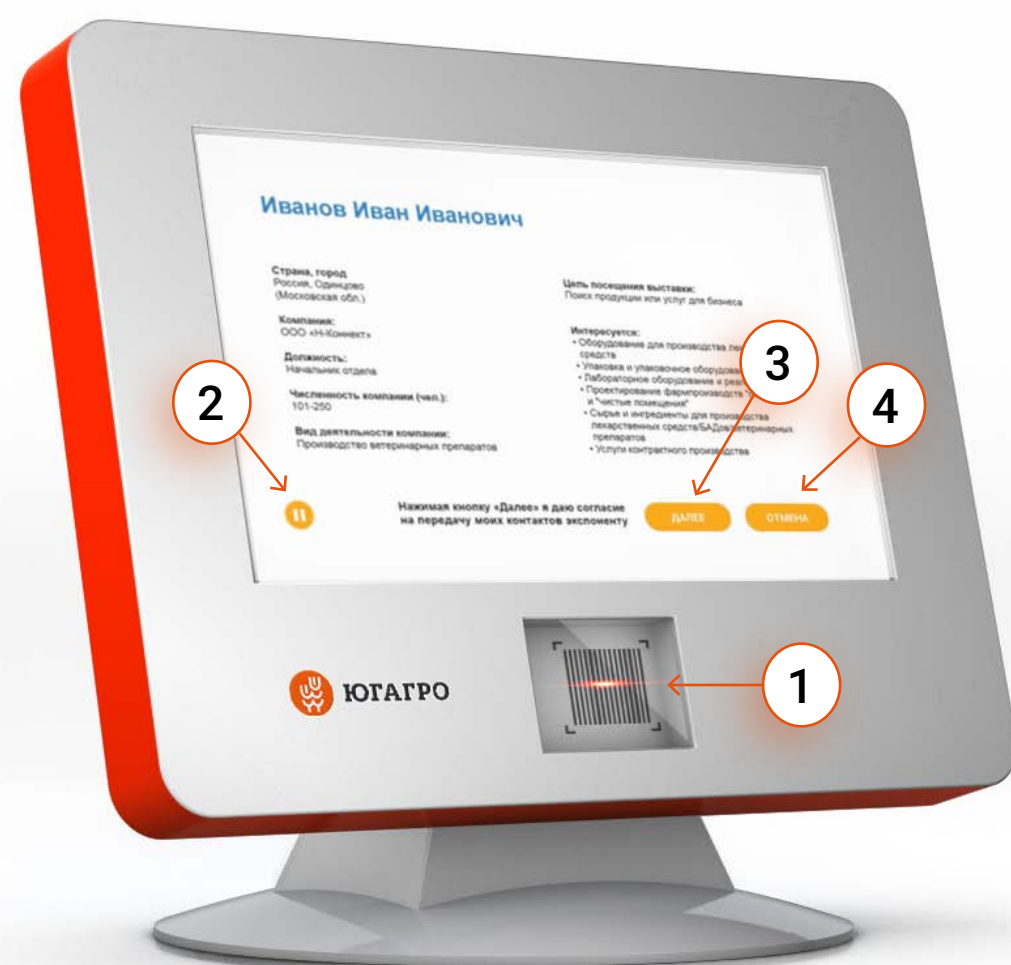 Иванов Иван Иванович
Страна, город
Россия, Одинцово
(Московская обл.)
Компания:
ООО «Н-Коннект»
Должность:
Начальник отдела
Численность компании (чел.):
101-250
Вид деятельности компании:
Производство ветеринарных препаратов
Цель посещения выставки:
Поиск продукции или услуг для бизнеса
Интересуется:
• Оборудование для производства
средств
• Упаковка и упаковочное
• Лабораторное оборудование и
• Проектирование фармпроизводств
и "чистые помещения"
• Сырье и ингредиенты для производства
лекарственных средств/БАДов/ветеринарных
препаратов
• Услуги контрактного производства
2
3
4
Нажимая кнопку «Далее» я даю согласие
на передачу моих контактов экспоненту
ДАЛЕЕ
ОТМЕНА
ЮГАГРО
1